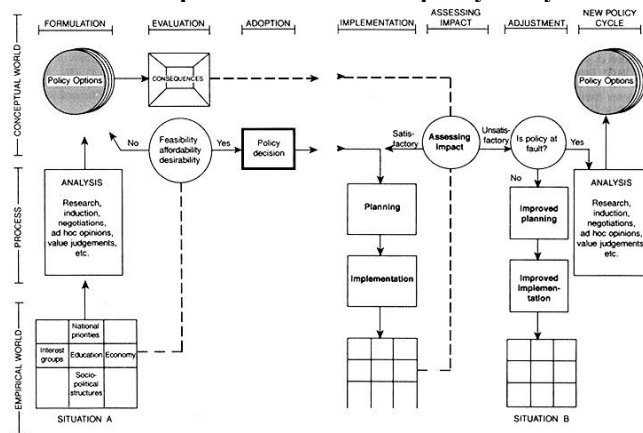 FORMULATION
EVALUATION
ADOPTION
IMPLEMENTATION
ASSESSING
IMPACT
ADJUSTMENT
NEW POLICY
CYCLE
CONCEPTUAL WORLD
Policy Options
CONSEQUENCES
Policy Options
No
Feasibility
affordability
desirability
Yes
Policy
decision
Satis-
factory
Assessing
impact
Unsatis-
factory
Is policy at
fault?
Yes
No
PROCESS
ANALYSIS
Research,
induction,
negotiations,
ad hoc opinions,
value judgements,
etc.
Planning
Implementation
Improved
planning
Improved
Implemen-
tation
ANALYSIS
Research,
induction,
negotiations,
ad hoc opinions,
value judgements,
etc.
EMPIRICAL WORLD
National
priorities
Interest
groups
Education
Economy
Socio-
political
structures
SITUATION A
SITUATION B